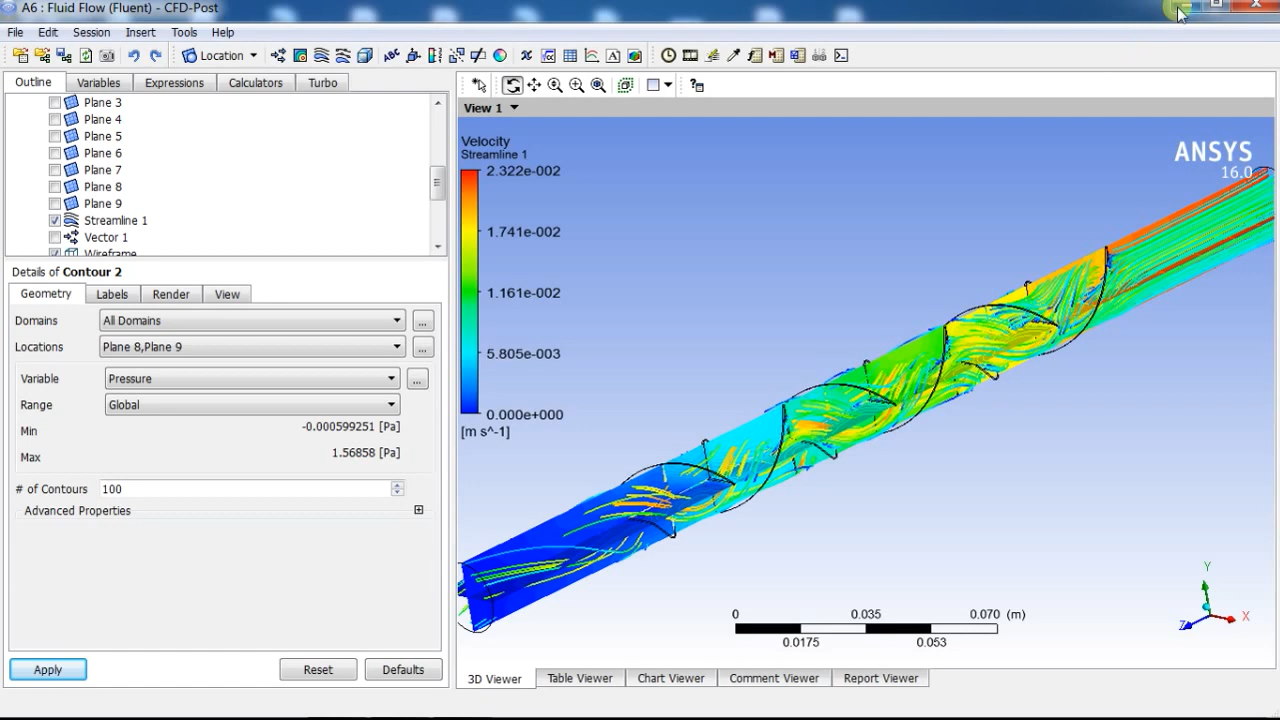 A6 : Fluid Flow (Fluent) - CFD-Post
File Edit Session Insert Tools Help
Location
Outline Variables Expressions Calculators Turbo
Plane 3
Plane 4
Plane 5
Plane 6
Plane 7
Plane 8
Plane 9
Streamline 1
Vector 1
Wireframe
Details of Contour 2
Geometry Labels Render View
Domains All Domains ...
Locations Plane 8,Plane 9 ...
Variable Pressure ...
Range Global
Min -0.000599251 [Pa]
Max 1.56858 [Pa]
# of Contours 100
Advanced Properties
Apply Reset Defaults
View 1
Velocity
Streamline 1
2.322e-002
1.741e-002
1.161e-002
5.805e-003
0.000e+000
[m s^-1]
ANSYS
16.0
0 0.035 0.070 (m)
0.0175 0.053
Y
X
Z
3D Viewer Table Viewer Chart Viewer Comment Viewer Report Viewer